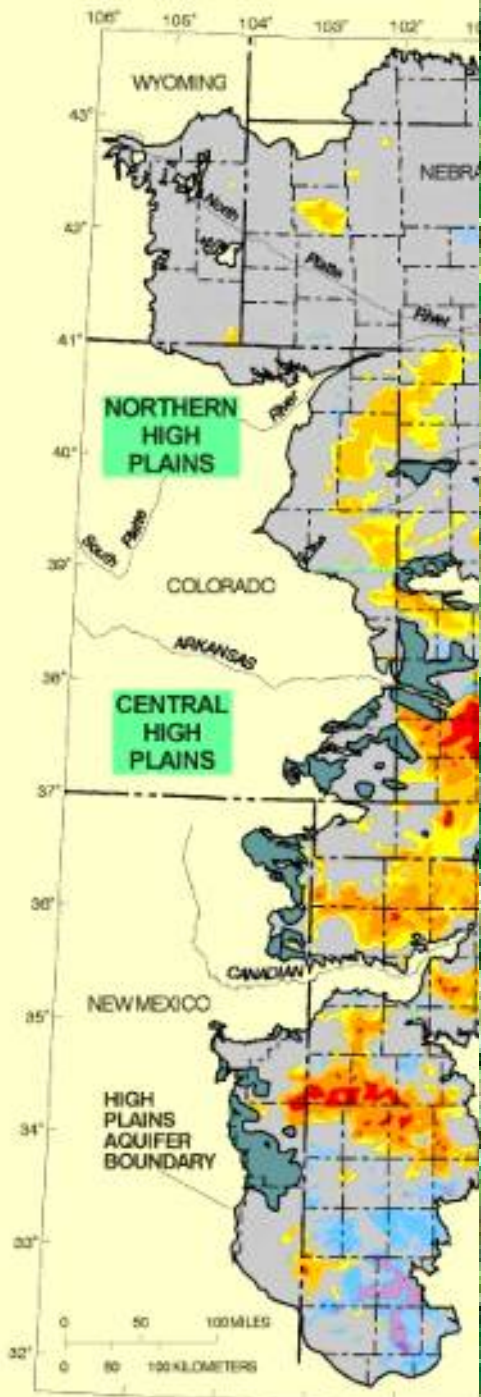 106° 105° 104° 103° 102°
WYOMING
43°
NEBRA
North
42°
Platte
River
41°
NORTHERN
HIGH
PLAINS
River
40°
Platte
South
39°
COLORADO
ARKANSAS
38°
CENTRAL
HIGH
PLAINS
37°
36°
CANADIAN
NEW MEXICO
35°
HIGH
PLAINS
AQUIFER
BOUNDARY
34°
33°
0 50 100 MILES
32°
0 50 100 KILOMETERS